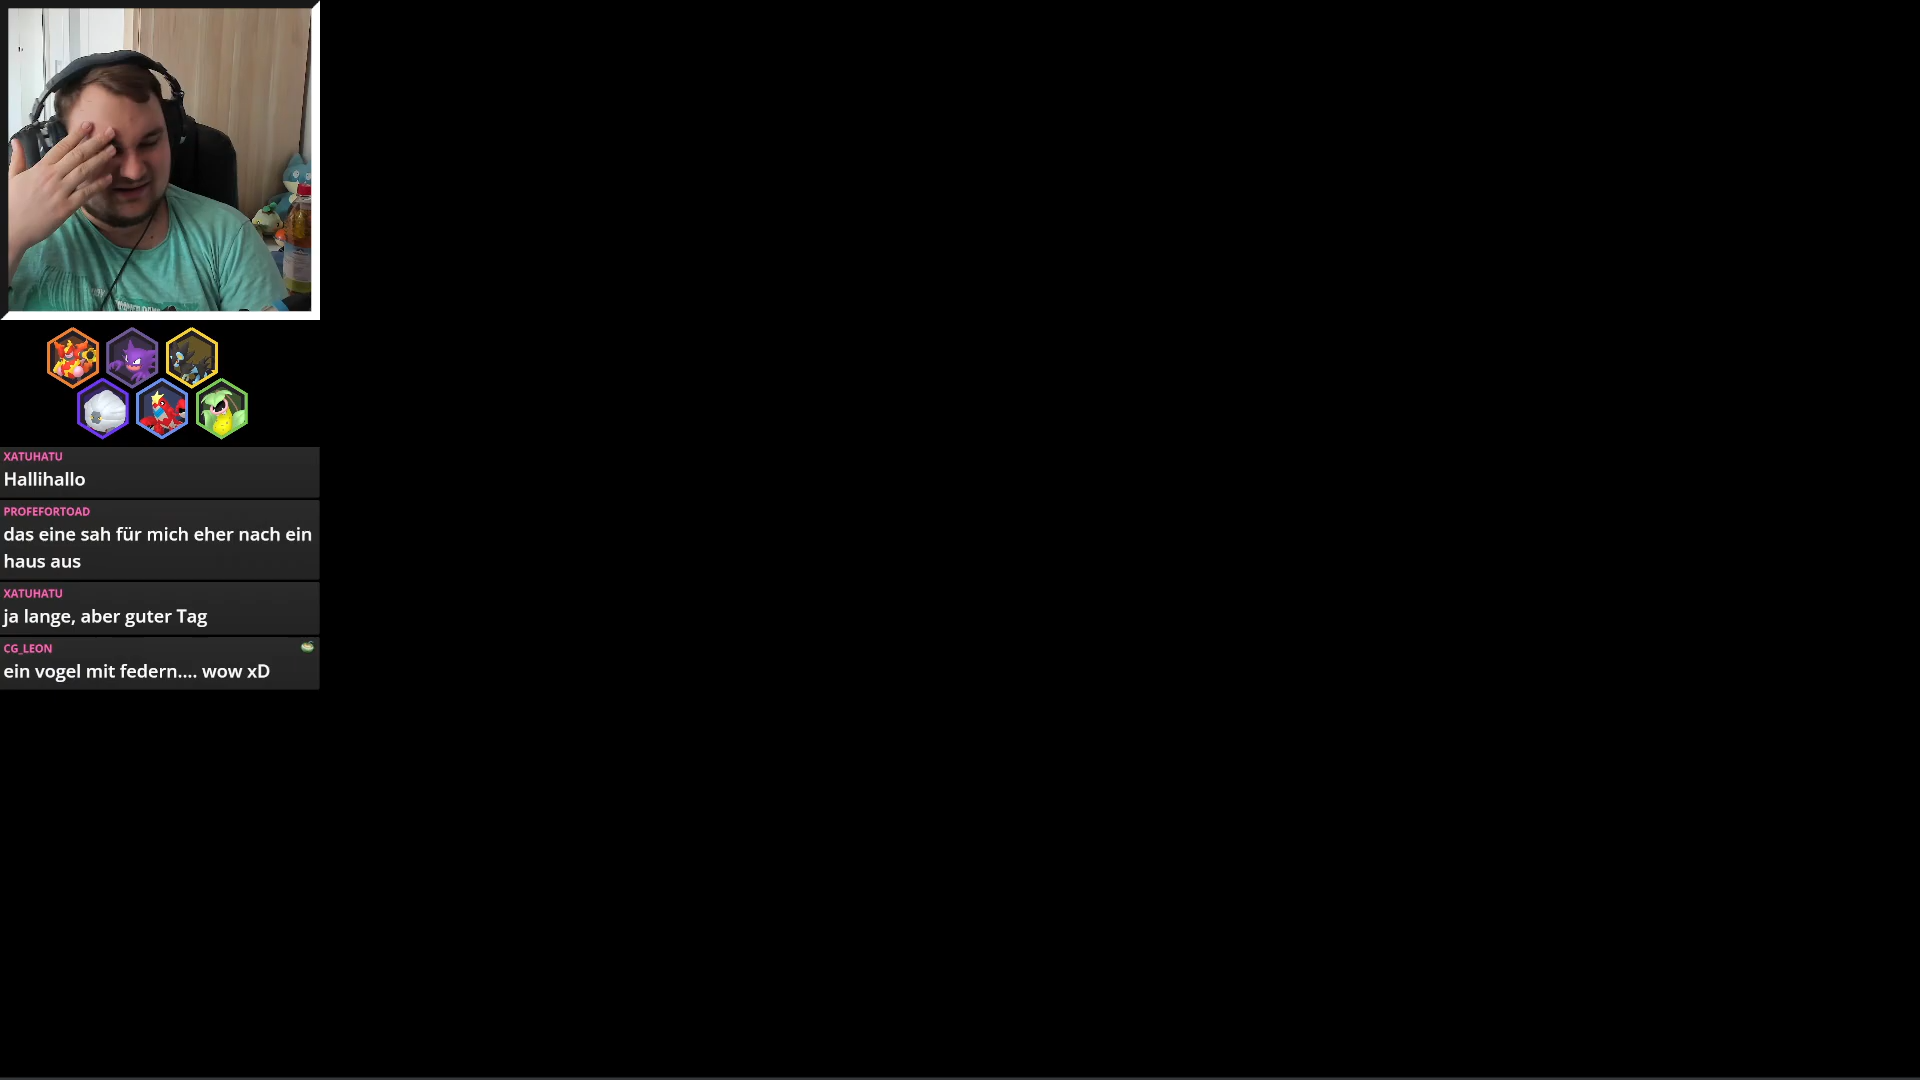 XATUHATU
Hallihallo
PROFEFORTOAD
das eine sah für mich eher nach ein
haus aus
XATUHATU
ja lange, aber guter Tag
CG_LEON
ein vogel mit federn.... wow xD